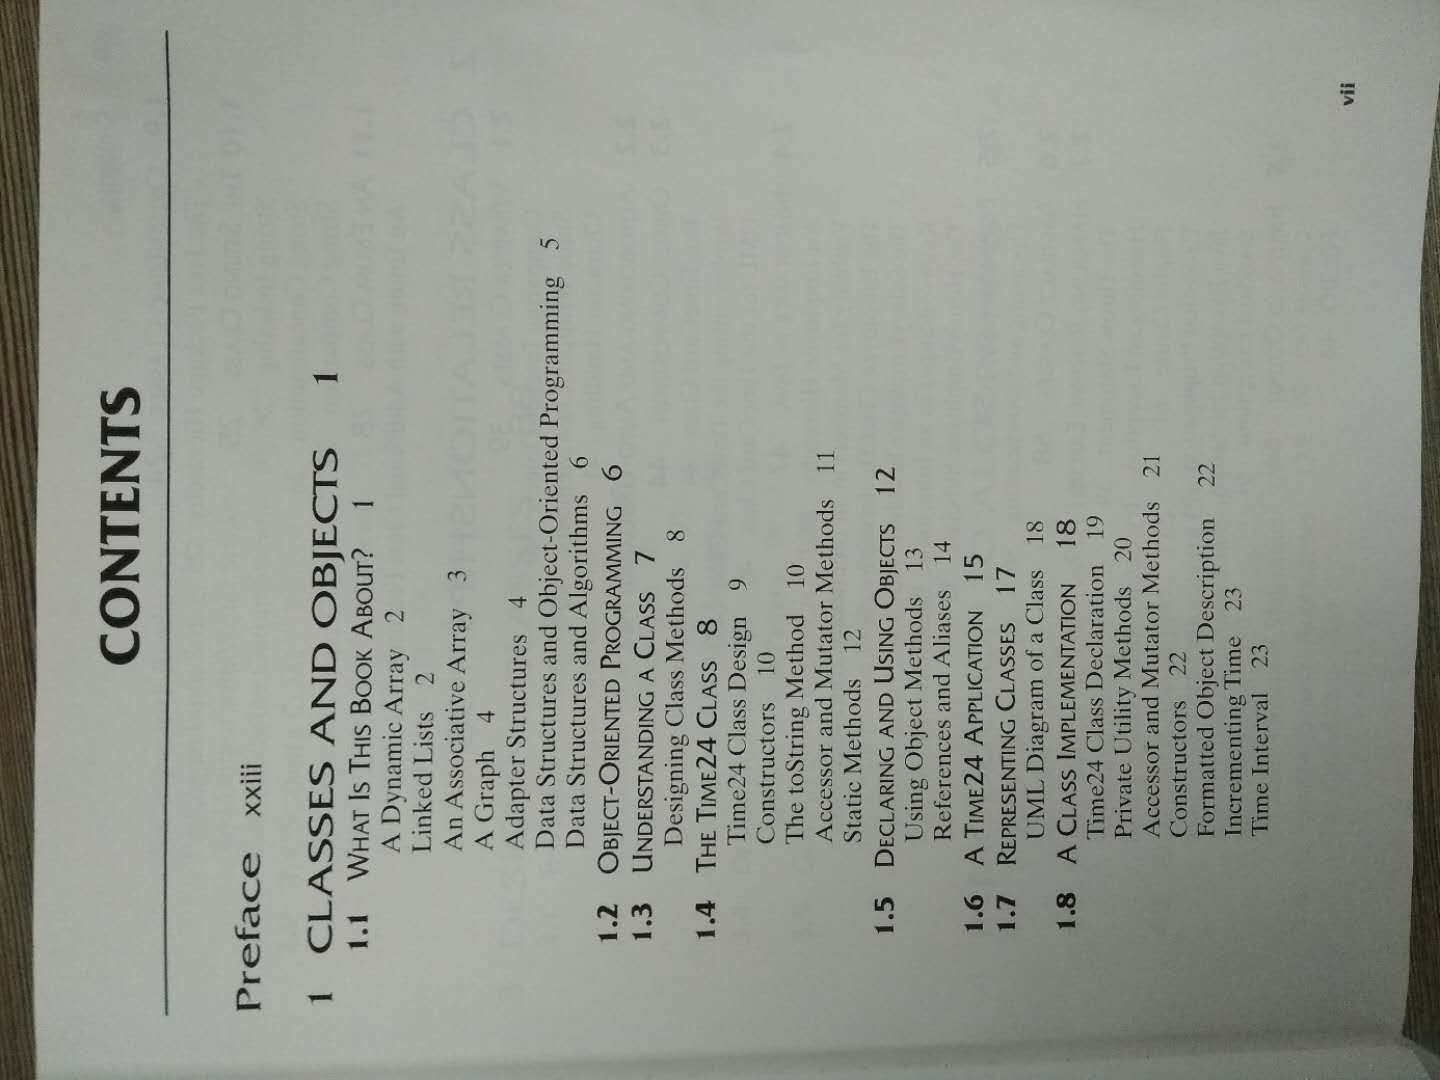 CONTENTS
Preface xxiii
1 CLASSES AND OBJECTS 1
1.1 WHAT IS THIS BOOK ABOUT? 1
A Dynamic Array 2
Linked Lists 2
An Associative Array 3
A Graph 4
Adapter Structures 4
Data Structures and Object-Oriented Programming 5
Data Structures and Algorithms 6
1.2 OBJECT-ORIENTED PROGRAMMING 6
1.3 UNDERSTANDING A CLASS 7
Designing Class Methods 8
1.4 THE TIME24 CLASS 8
Time24 Class Design 9
Constructors 10
The toString Method 10
Accessor and Mutator Methods 11
Static Methods 12
1.5 DECLARING AND USING OBJECTS 12
Using Object Methods 13
References and Aliases 14
1.6 A TIME24 APPLICATION 15
1.7 REPRESENTING CLASSES 17
UML Diagram of a Class 18
1.8 A CLASS IMPLEMENTATION 18
Time24 Class Declaration 19
Private Utility Methods 20
Accessor and Mutator Methods 21
Constructors 22
Formatted Object Description 22
Incrementing Time 23
Time Interval 23
vii